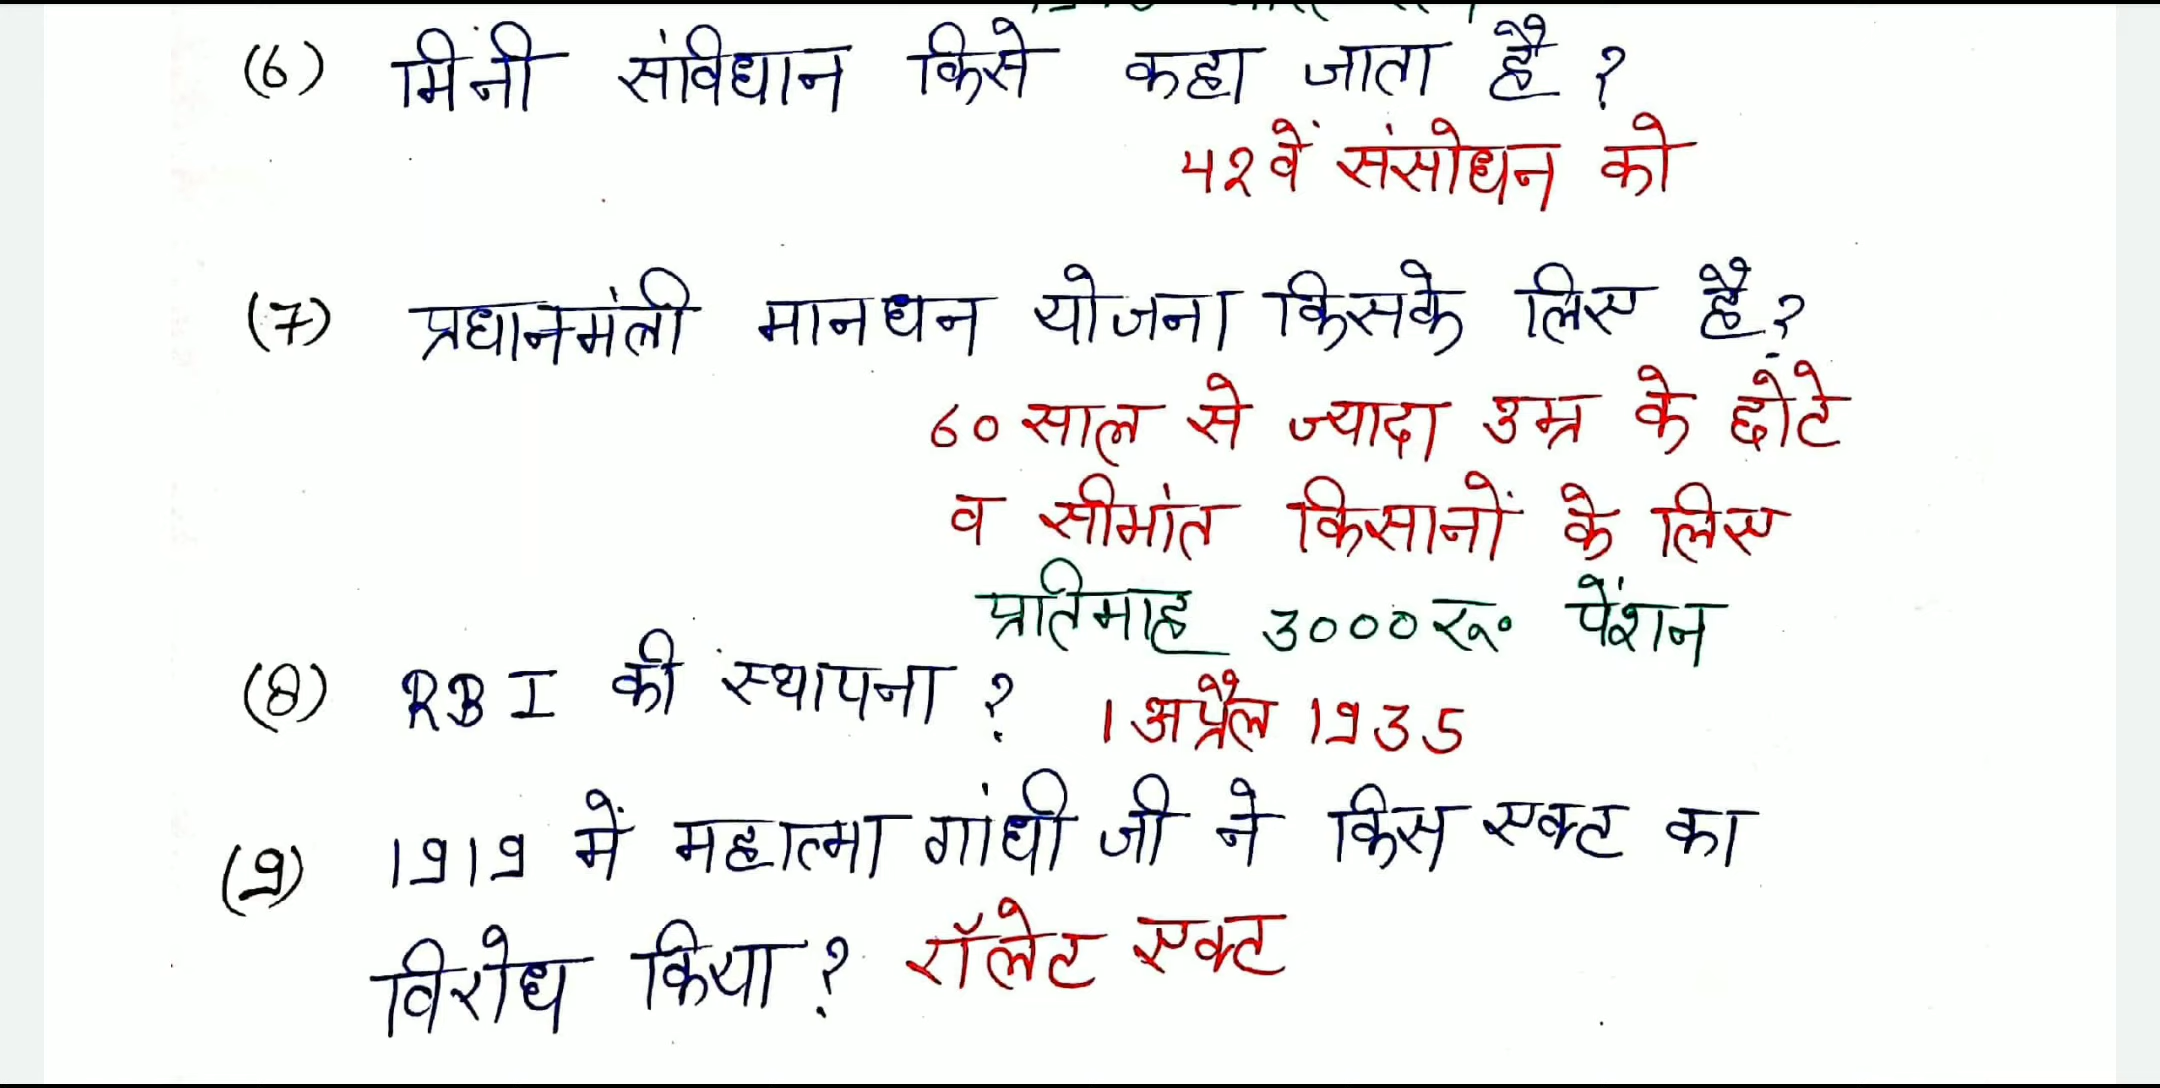 (6) मिंनी संविधान किसे कहा जाता है ?
42वें संसोधन को
(7) प्रधानमंत्री मानधन योजना किसके लिए है ?
60 साल से ज्यादा उम्र के छोटे
व सीमांत किसानों के लिए
प्रतिमाह 3000 रू० पेंशन
(8) RBI की स्थापना ? 1 अप्रैल 1935
(9) 1919 में महात्मा गांधी जी ने किस एक्ट का
विरोध किया ? रॉलेट एक्ट